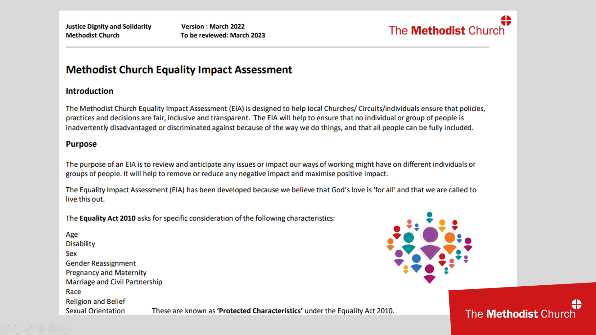 Justice Dignity and Solidarity Version : March 2022
Methodist Church To be reviewed: March 2023
The Methodist Church
Methodist Church Equality Impact Assessment
Introduction
The Methodist Church Equality Impact Assessment (EIA) is designed to help local Churches/ Circuits/individuals ensure that policies,
practices and decisions are fair, inclusive and transparent. The EIA will help to ensure that no individual or group of people is
inadvertently disadvantaged or discriminated against because of the way we do things, and that all people can be fully included.
Purpose
The purpose of an EIA is to review and anticipate any issues or impact our ways of working might have on different individuals or
groups of people. It will help to remove or reduce any negative impact and maximise positive impact.
The Equality Impact Assessment (EIA) has been developed because we believe that God's love is 'for all' and that we are called to
live this out.
The Equality Act 2010 asks for specific consideration of the following characteristics:
Age
Disability
Sex
Gender Reassignment
Pregnancy and Maternity
Marriage and Civil Partnership
Race
Religion and Belief
Sexual Orientation These are known as 'Protected Characteristics' under the Equality Act 2010.
The Methodist Church